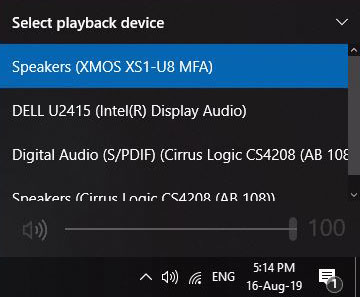 Select playback device
Speakers (XMOS XS1-U8 MFA)
DELL U2415 (Intel(R) Display Audio)
Digital Audio (S/PDIF) (Cirrus Logic CS4208 (AB 108
Speakers (Cirrus Logic CS4208 (AB 108))
100
ENG
5:14 PM
16-Aug-19
1